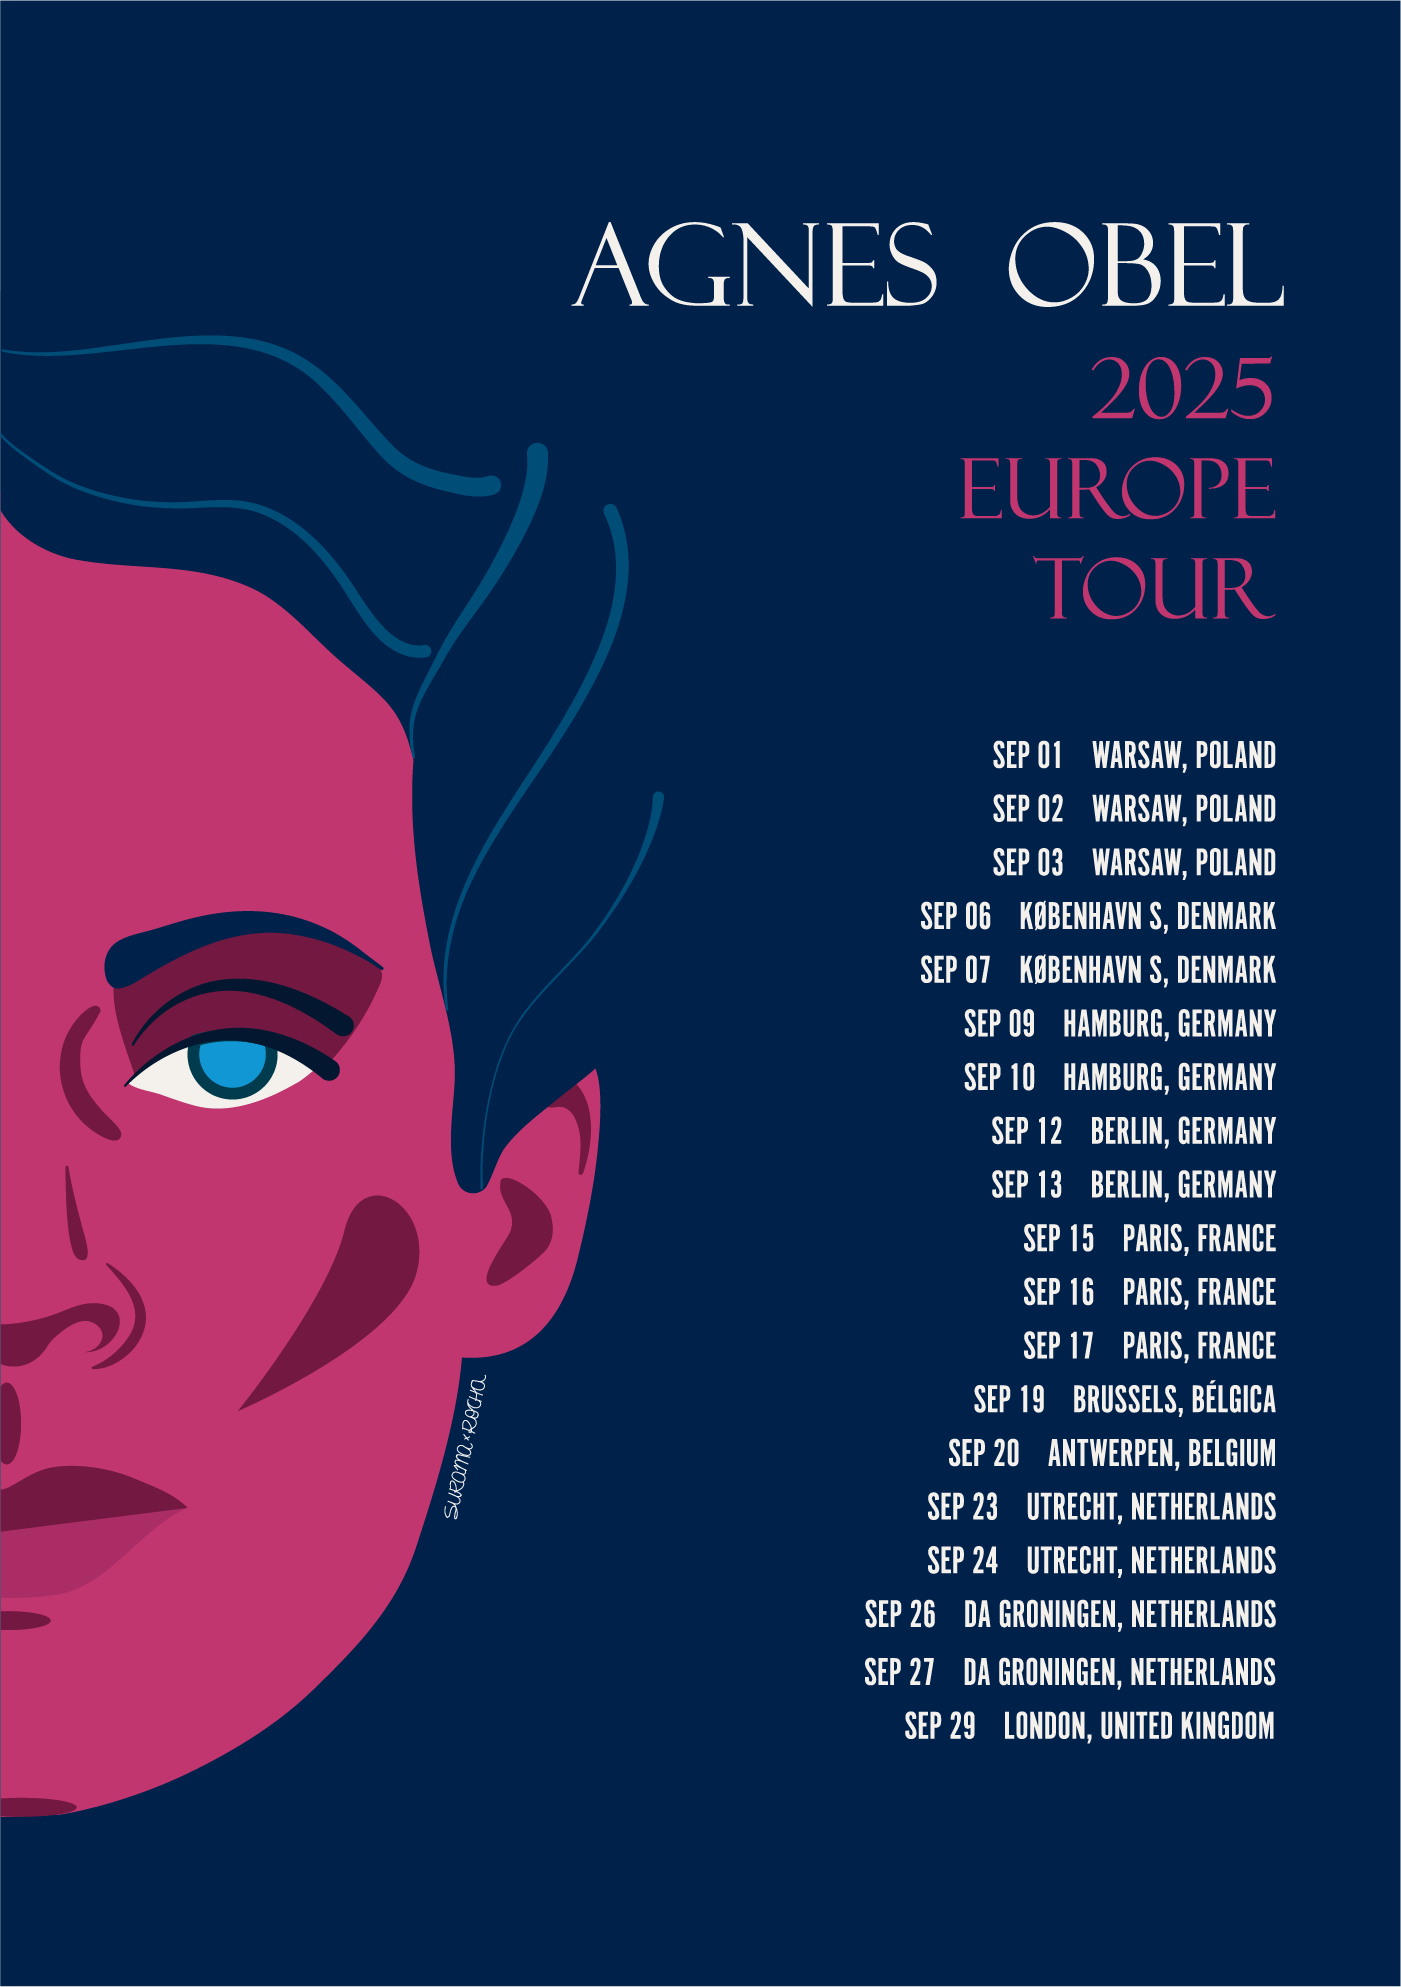 AGNES OBEL
2025
EUROPE
TOUR
SEP 01 WARSAW, POLAND
SEP 02 WARSAW, POLAND
SEP 03 WARSAW, POLAND
SEP 06 KØBENHAVN S, DENMARK
SEP 07 KØBENHAVN S, DENMARK
SEP 09 HAMBURG, GERMANY
SEP 10 HAMBURG, GERMANY
SEP 12 BERLIN, GERMANY
SEP 13 BERLIN, GERMANY
SEP 15 PARIS, FRANCE
SEP 16 PARIS, FRANCE
SEP 17 PARIS, FRANCE
SEP 19 BRUSSELS, BÉLGICA
SEP 20 ANTWERPEN, BELGIUM
SEP 23 UTRECHT, NETHERLANDS
SEP 24 UTRECHT, NETHERLANDS
SEP 26 DA GRONINGEN, NETHERLANDS
SEP 27 DA GRONINGEN, NETHERLANDS
SEP 29 LONDON, UNITED KINGDOM
SURAMA x ROCHA